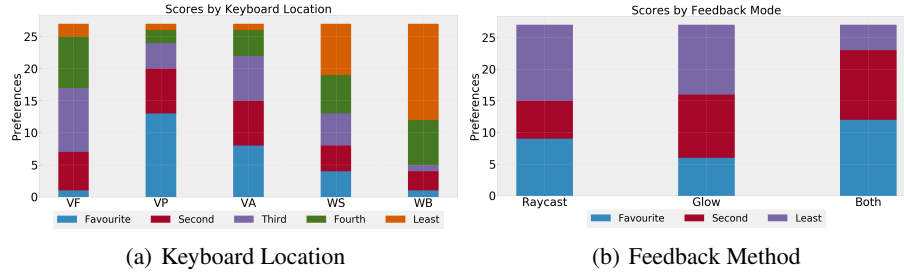 Scores by Keyboard Location
Preferences
25
20
15
10
5
0
VF VP VA WS WB
Favourite Second Third Fourth Least
(a) Keyboard Location
Scores by Feedback Mode
Preferences
25
20
15
10
5
0
Raycast Glow Both
Favourite Second Least
(b) Feedback Method